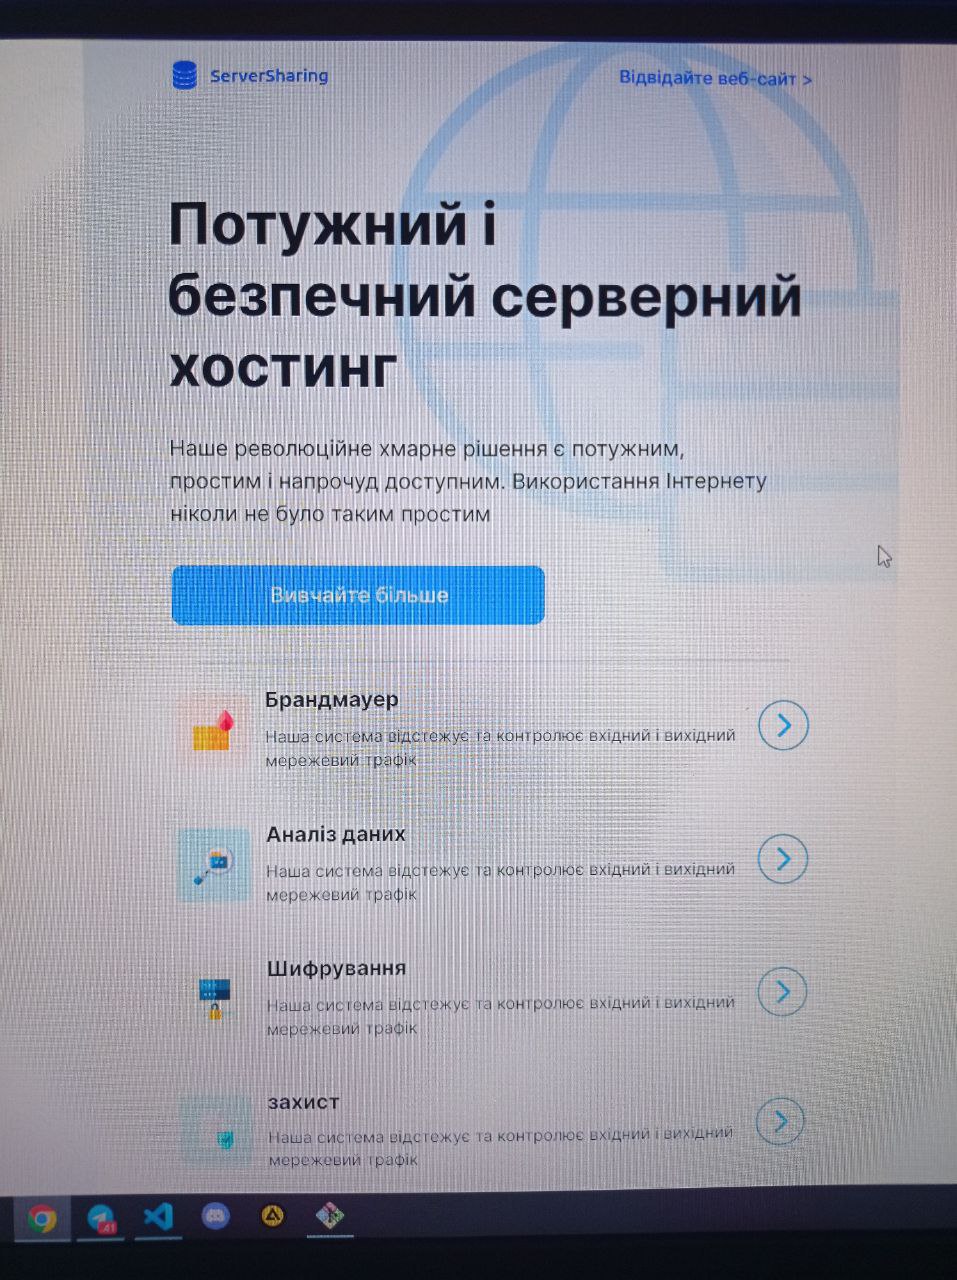 ServerSharing
Відвідайте веб-сайт >
Потужний і
безпечний серверний
хостинг
Наше революційне хмарне рішення є потужним,
простим і напрочуд доступним. Використання Інтернету
ніколи не було таким простим
Вивчайте більше
Брандмауер
Наша система відстежує та контролює вхідний і вихідний
мережевий трафік
Аналіз даних
Наша система відстежує та контролює вхідний і вихідний
мережевий трафік
Шифрування
Наша система відстежує та контролює вхідний і вихідний
мережевий трафік
захист
Наша система відстежує та контролює вхідний і вихідний
мережевий трафік
41